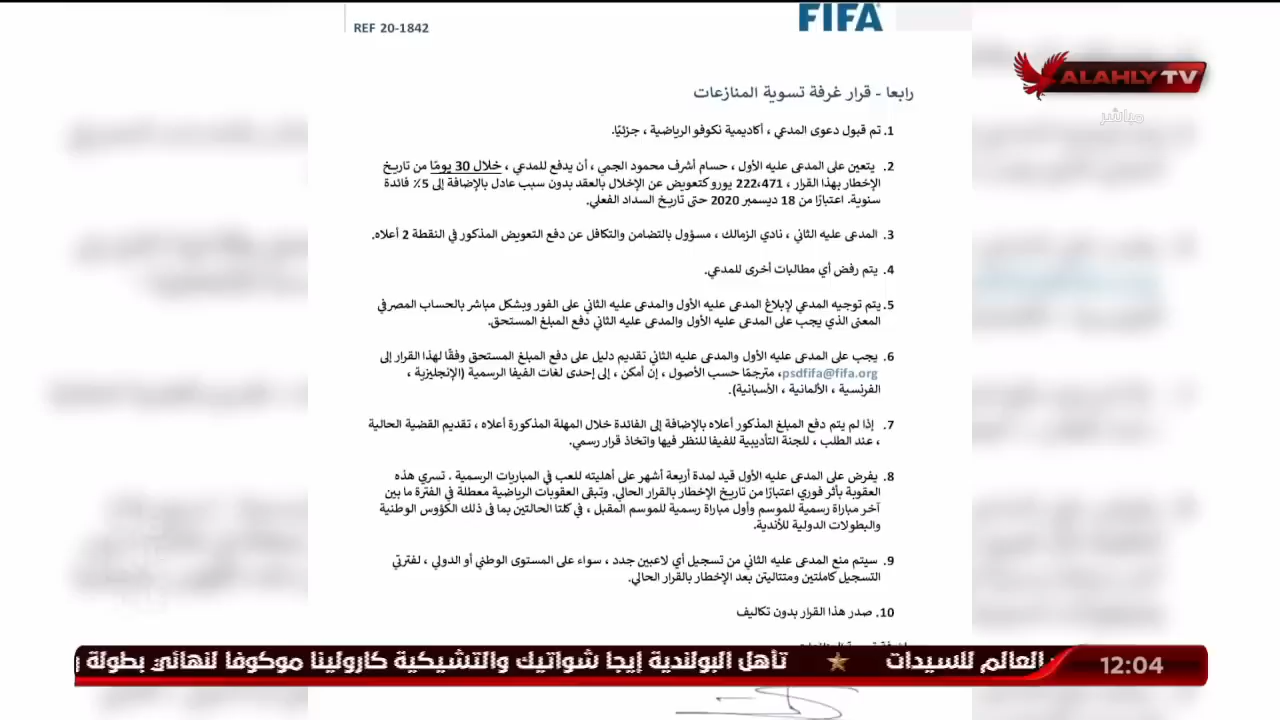 REF 20-1842
FIFA
ALAHLY TV
مباشر
رابعا - قرار غرفة تسوية المنازعات
1. تم قبول دعوى المدعي ، أكاديمية نكوفو الرياضية ، جزئيًا.
2. يتعين على المدعى عليه الأول ، حسام أشرف محمود الجمي ، أن يدفع للمدعي ، خلال 30 يومًا من تاريخ
الإخطار بهذا القرار ، 222،471 يورو كتعويض عن الإخلال بالعقد بدون سبب عادل بالإضافة إلى 5٪ فائدة
سنوية. اعتبارًا من 18 ديسمبر 2020 حتى تاريخ السداد الفعلي.
3. المدعى عليه الثاني ، نادي الزمالك ، مسؤول بالتضامن والتكافل عن دفع التعويض المذكور في النقطة 2 أعلاه.
4. يتم رفض أي مطالبات أخرى للمدعي.
5. يتم توجيه المدعي لإبلاغ المدعى عليه الأول والمدعى عليه الثاني على الفور وبشكل مباشر بالحساب المصرفي
المعنى الذي يجب على المدعى عليه الأول والمدعى عليه الثاني دفع المبلغ المستحق.
6. يجب على المدعى عليه الأول والمدعى عليه الثاني تقديم دليل على دفع المبلغ المستحق وفقًا لهذا القرار إلى
psdfifa@fifa.org، مترجمًا حسب الأصول ، إن أمكن ، إلى إحدى لغات الفيفا الرسمية (الإنجليزية ،
الفرنسية ، الألمانية ، الأسبانية).
7. إذا لم يتم دفع المبلغ المذكور أعلاه بالإضافة إلى الفائدة خلال المهلة المذكورة أعلاه ، تقديم القضية الحالية
، عند الطلب ، للجنة التأديبية للفيفا للنظر فيها واتخاذ قرار رسمي.
8. يفرض على المدعى عليه الأول قيد لمدة أربعة أشهر على أهليته للعب في المباريات الرسمية . تسري هذه
العقوبة بأثر فوري اعتبارًا من تاريخ الإخطار بالقرار الحالي. وتبقى العقوبات الرياضية معطلة في الفترة ما بين
آخر مباراة رسمية للموسم وأول مباراة رسمية للموسم المقبل ، في كلتا الحالتين بما فى ذلك الكؤوس الوطنية
والبطولات الدولية للأندية.
9. سيتم منع المدعى عليه الثاني من تسجيل أي لاعبين جدد ، سواء على المستوى الوطني أو الدولي ، لفترتي
التسجيل كاملتين ومتتاليتن بعد الإخطار بالقرار الحالي.
10. صدر هذا القرار بدون تكاليف
العالم للسيدات ★ تأهل البولندية إيجا شواتيك والتشيكية كارولينا موكوفا لنهائي بطولة
12:04